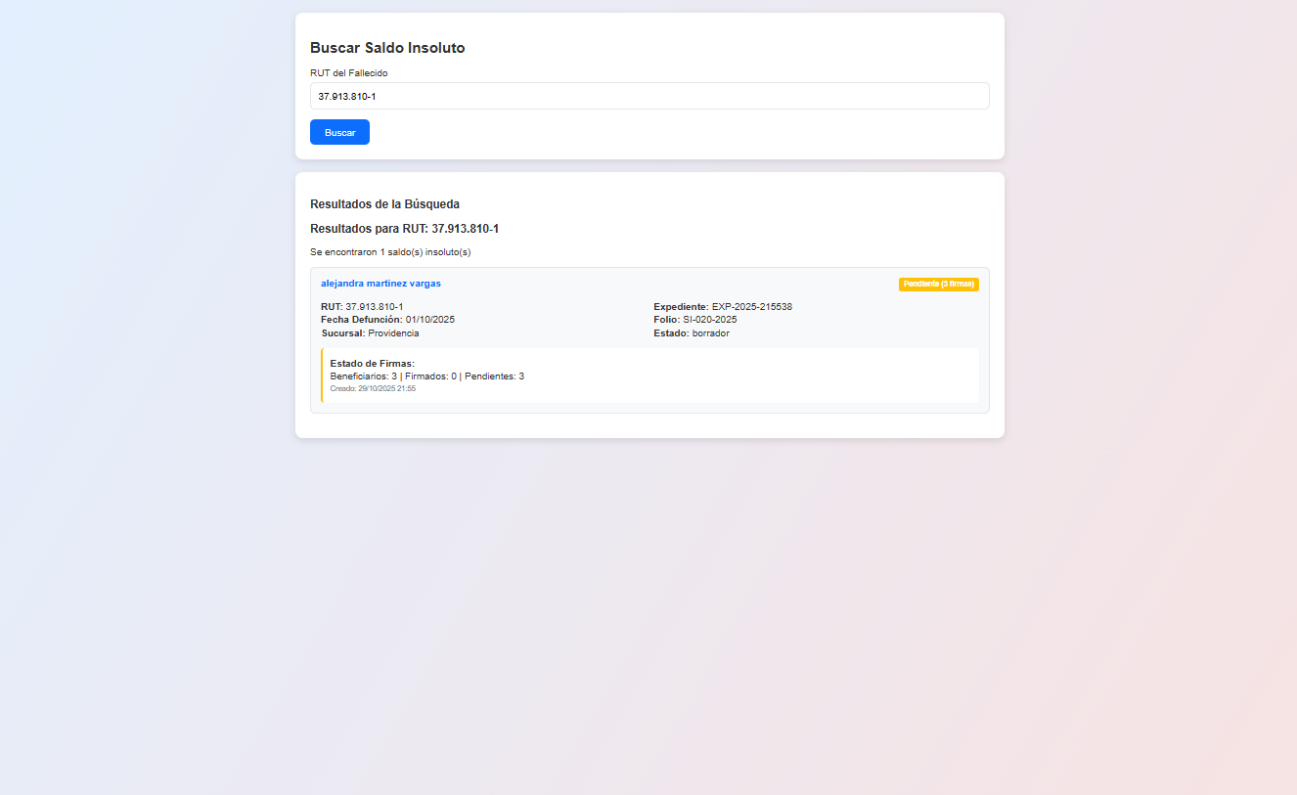 Buscar Saldo Insoluto
RUT del Fallecido
37.913.810-1
Buscar
Resultados de la Búsqueda
Resultados para RUT: 37.913.810-1
Se encontraron 1 saldo(s) insoluto(s)
alejandra martinez vargas
Pendiente (3 firmas)
RUT: 37.913.810-1
Fecha Defunción: 01/10/2025
Sucursal: Providencia
Expediente: EXP-2025-215538
Folio: SI-020-2025
Estado: borrador
Estado de Firmas:
Beneficiarios: 3 | Firmados: 0 | Pendientes: 3
Creado: 29/10/2025 21:55